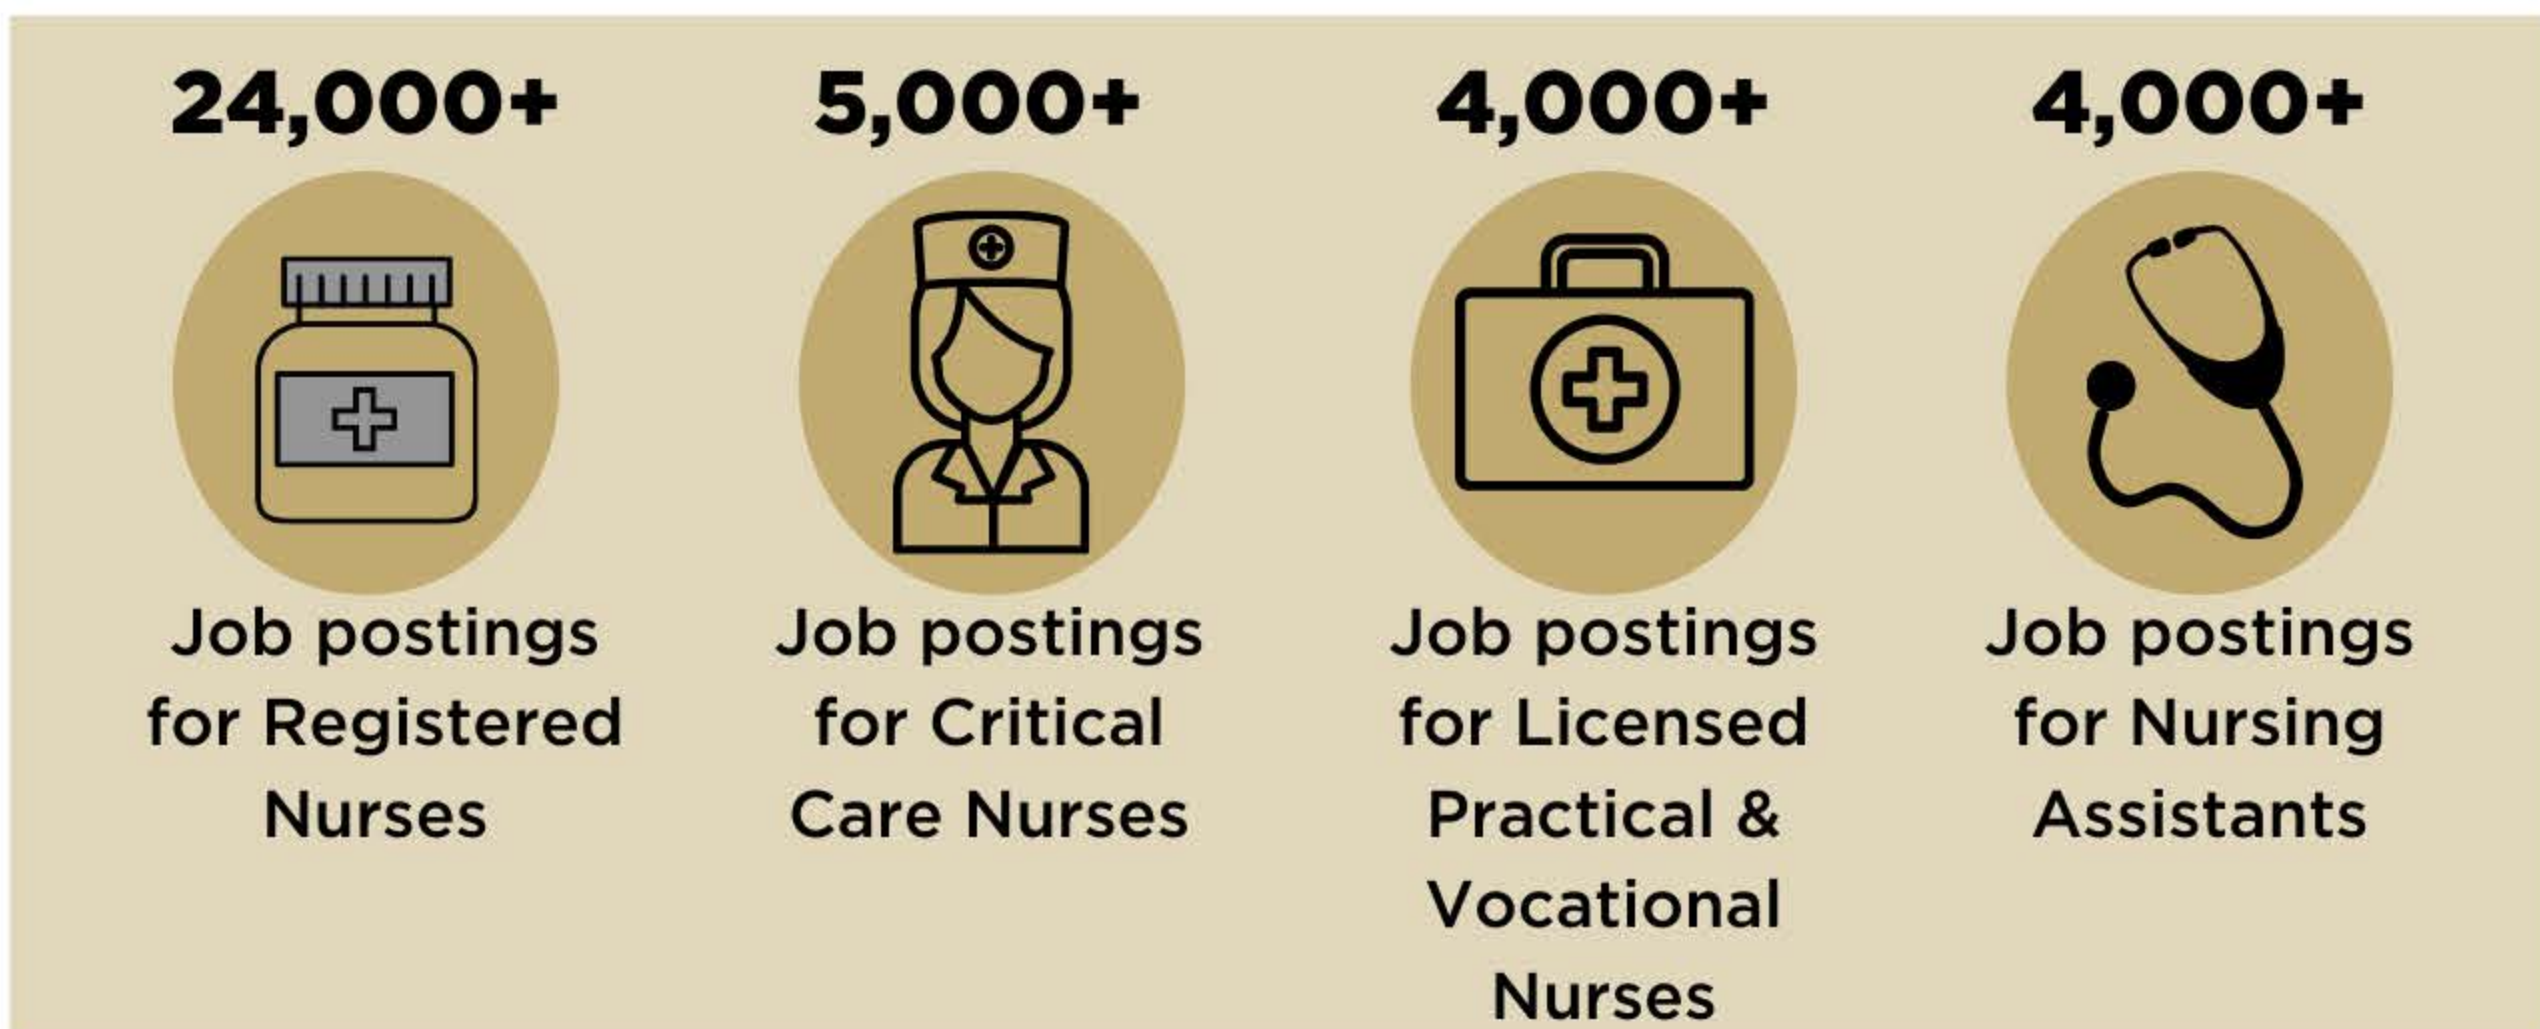 24,000+
Job postings
for Registered
Nurses
5,000+
Job postings
for Critical
Care Nurses
4,000+
Job postings
for Licensed
Practical &
Vocational
Nurses
4,000+
Job postings
for Nursing
Assistants